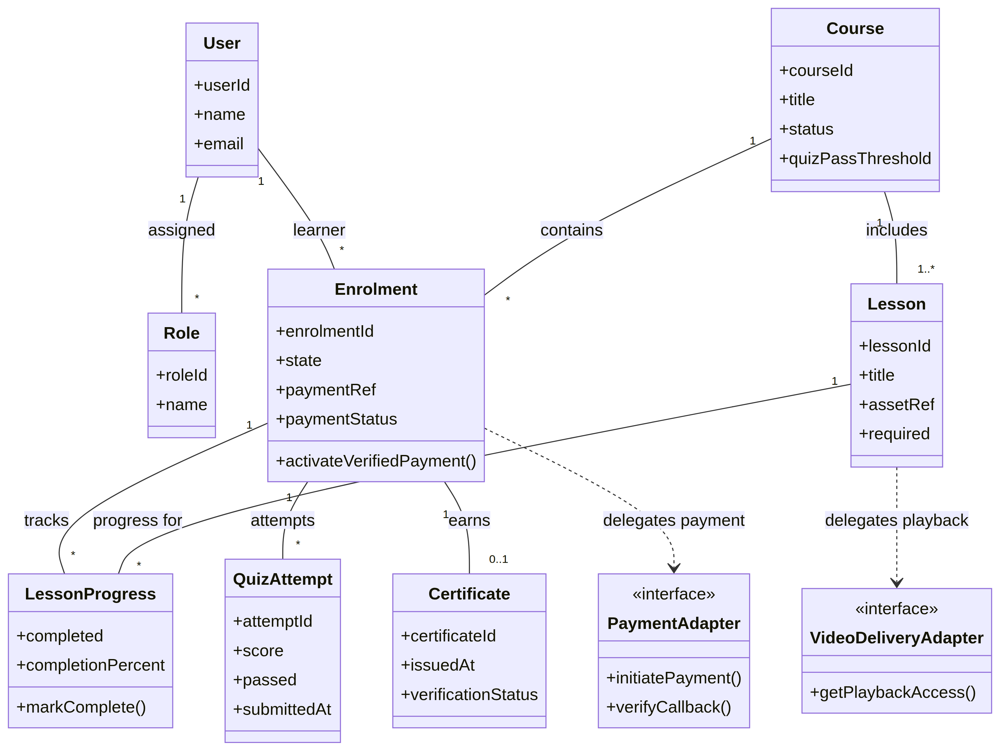 User
+userId
+name
+email
Course
+courseId
+title
+status
+quizPassThreshold
1
1
1
1
assigned
learner
contains
includes
*
*
*
1..*
Role
+roleId
+name
Enrolment
+enrolmentId
+state
+paymentRef
+paymentStatus
+activateVerifiedPayment()
Lesson
+lessonId
+title
+assetRef
+required
1
1
1
1
tracks
progress for
attempts
earns
delegates payment
delegates playback
*
*
*
0..1
LessonProgress
+completed
+completionPercent
+markComplete()
QuizAttempt
+attemptId
+score
+passed
+submittedAt
Certificate
+certificateId
+issuedAt
+verificationStatus
«interface»
PaymentAdapter
+initiatePayment()
+verifyCallback()
«interface»
VideoDeliveryAdapter
+getPlaybackAccess()